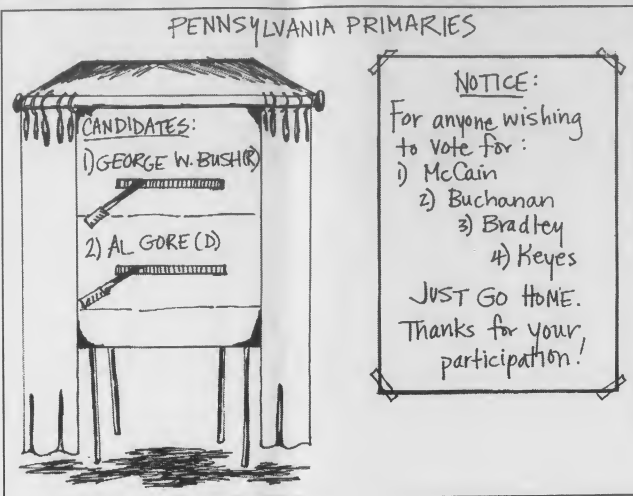 PENNSYLVANIA PRIMARIES
CANDIDATES:
1) GEORGE W. BUSH (R)
2) AL GORE (D)
NOTICE:
For anyone wishing
to vote for:
1) McCain
2) Buchanan
3) Bradley
4) Keyes
JUST GO HOME.
Thanks for your
participation!